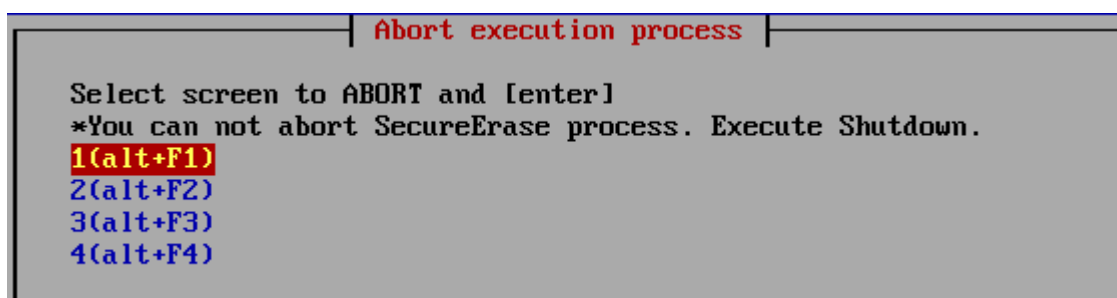 Abort execution process
Select screen to ABORT and [enter]
*You can not abort SecureErase process. Execute Shutdown.
1(alt+F1)
2(alt+F2)
3(alt+F3)
4(alt+F4)